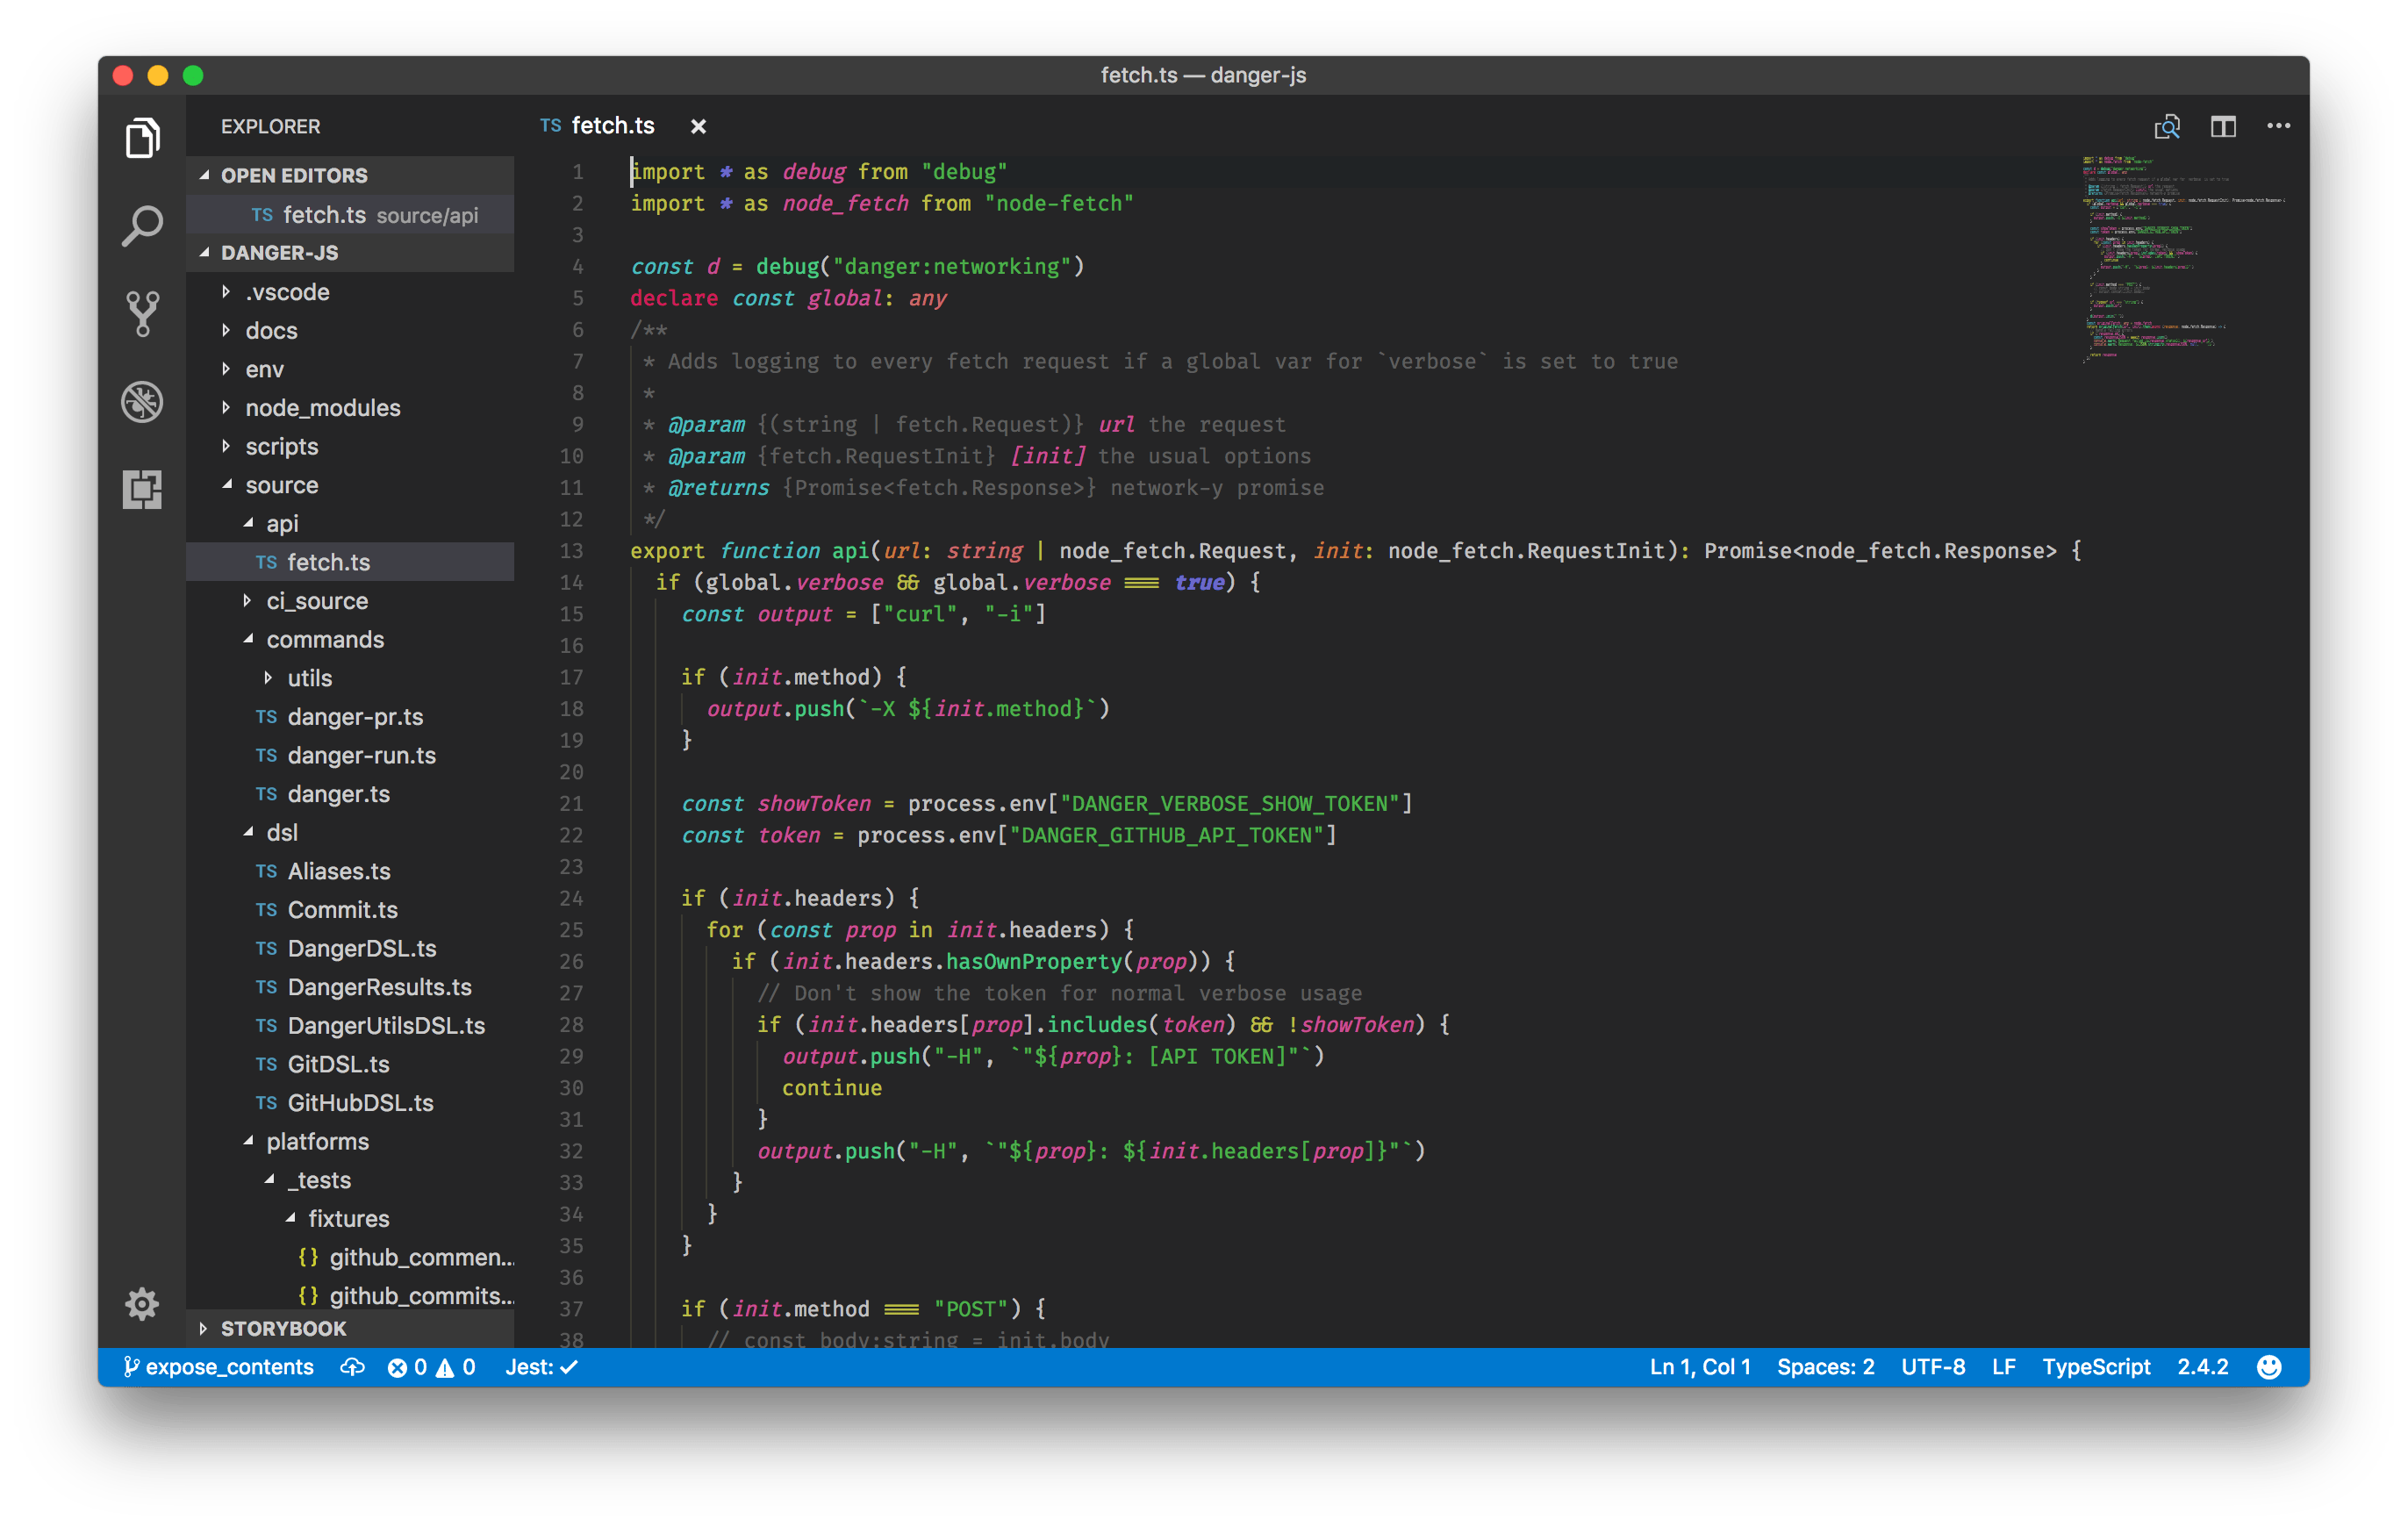 fetch.ts — danger-js
EXPLORER
OPEN EDITORS
TS fetch.ts source/api
DANGER-JS
.vscode
docs
env
node_modules
scripts
source
api
TS fetch.ts
ci_source
commands
utils
TS danger-pr.ts
TS danger-run.ts
TS danger.ts
dsl
TS Aliases.ts
TS Commit.ts
TS DangerDSL.ts
TS DangerResults.ts
TS DangerUtilsDSL.ts
TS GitDSL.ts
TS GitHubDSL.ts
platforms
_tests
fixtures
{} github_commen...
{} github_commits...
STORYBOOK
TS fetch.ts
1 import * as debug from "debug"
2 import * as node_fetch from "node-fetch"
3
4 const d = debug("danger:networking")
5 declare const global: any
6 /**
7 * Adds logging to every fetch request if a global var for `verbose` is set to true
8 *
9 * @param {(string | fetch.Request)} url the request
10 * @param {fetch.RequestInit} [init] the usual options
11 * @returns {Promise<fetch.Response>} network-y promise
12 */
13 export function api(url: string | node_fetch.Request, init: node_fetch.RequestInit): Promise<node_fetch.Response> {
14 if (global.verbose && global.verbose === true) {
15 const output = ["curl", "-i"]
16
17 if (init.method) {
18 output.push(`-X ${init.method}`)
19 }
20
21 const showToken = process.env["DANGER_VERBOSE_SHOW_TOKEN"]
22 const token = process.env["DANGER_GITHUB_API_TOKEN"]
23
24 if (init.headers) {
25 for (const prop in init.headers) {
26 if (init.headers.hasOwnProperty(prop)) {
27 // Don't show the token for normal verbose usage
28 if (init.headers[prop].includes(token) && !showToken) {
29 output.push("-H", `"${prop}: [API TOKEN]"`)
30 continue
31 }
32 output.push("-H", `"${prop}: ${init.headers[prop]}"`)
33 }
34 }
35 }
36
37 if (init.method === "POST") {
38 // const body:string = init.body
expose_contents 0 0 Jest: ✓ Ln 1, Col 1 Spaces: 2 UTF-8 LF TypeScript 2.4.2